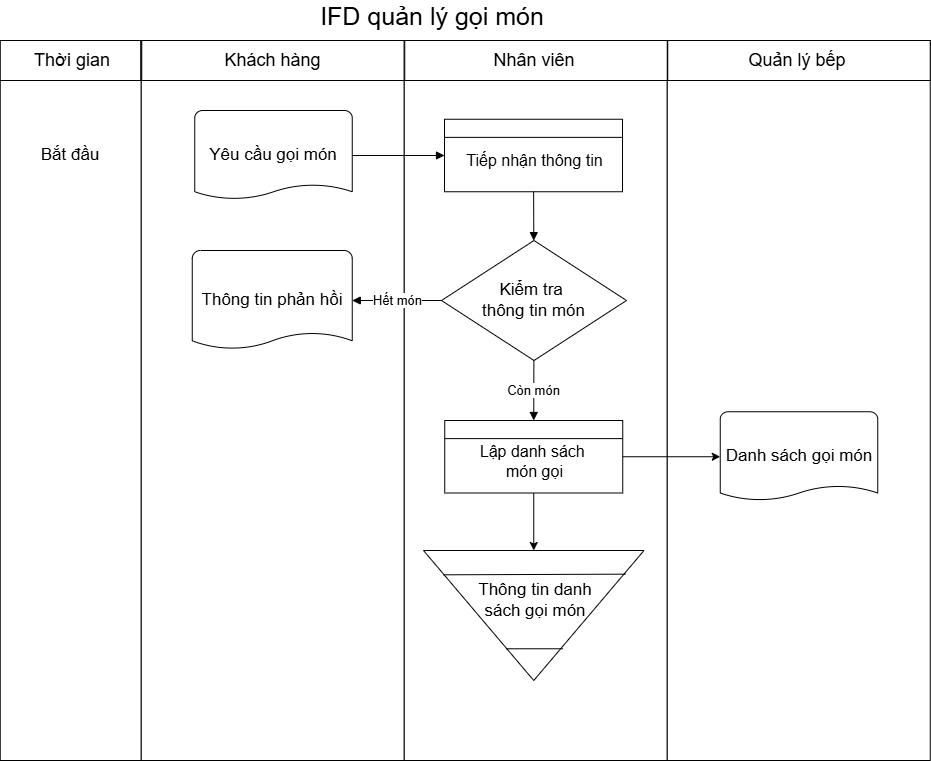 IFD quản lý gọi món
Thời gian
Khách hàng
Nhân viên
Quản lý bếp
Bắt đầu
Yêu cầu gọi món
Tiếp nhận thông tin
Thông tin phản hồi
Hết món
Kiểm tra
thông tin món
Còn món
Lập danh sách
món gọi
Danh sách gọi món
Thông tin danh
sách gọi món